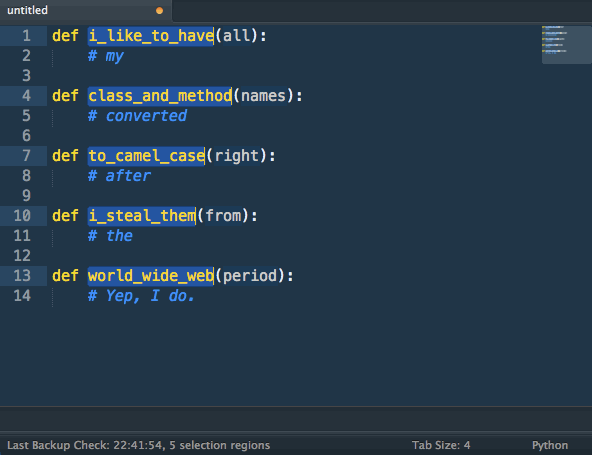 untitled
1 def i_like_to_have(all):
2 # my
3
4 def class_and_method(names):
5 # converted
6
7 def to_camel_case(right):
8 # after
9
10 def i_steal_them(from):
11 # the
12
13 def world_wide_web(period):
14 # Yep, I do.
Last Backup Check: 22:41:54, 5 selection regions Tab Size: 4 Python